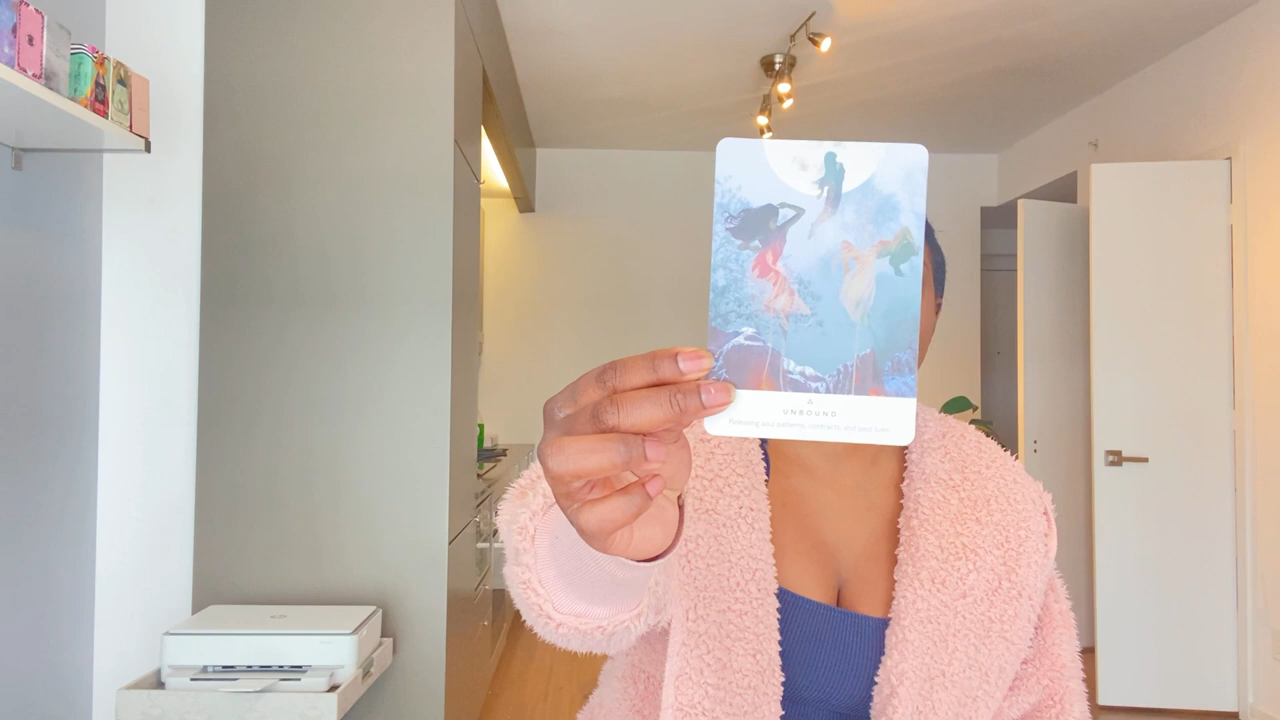 UNBOUND
Releasing soul patterns, contracts, and past lives